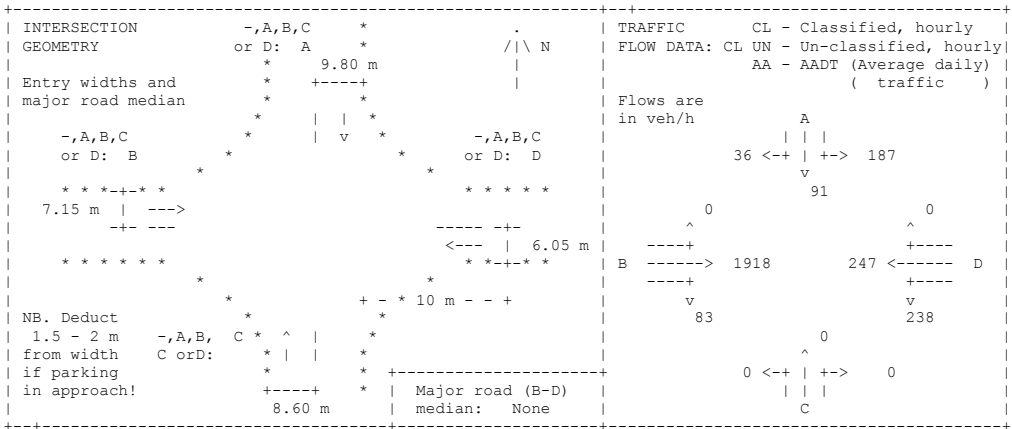 +--------------------------------------------------------------------+--+--------------------------------------------+
| INTERSECTION            -,A,B,C      *              .             | TRAFFIC      CL - Classified, hourly   |
| GEOMETRY               or D:  A      *             /|\ N          | FLOW DATA: CL UN - Un-classified, hourly|
|                            *     9.80 m             |             |              AA - AADT (Average daily) |
| Entry widths and           *    +----+              |             |                        (  traffic    ) |
| major road median         *      *                                | Flows are                              |
|                          *      |  |  *                           | in veh/h            A                  |
|     -,A,B,C             *       |  v   *          -,A,B,C         |                   | | |                |
|     or D:  B          *                   *       or D:  D        |             36 <-+ | +->  187         |
|                    *                         *                    |                     v                  |
|     * * *-+-* *                                  * * * * *        |                      91                |
|   7.15 m  |  --->                                                 |          0                      0      |
|          -+- ---                              ----- -+-           |          ^                     ^       |
|                                                <---  |  6.05 m |    ----+                     +----      |
|     * * * * * *                                  * *-+-* *        | B  ------>  1918        247 <------  D |
|                    *                         *                    |    ----+                     +----     |
|                       *              + - * 10 m - - +             |         v                     v        |
| NB. Deduct              *               *                         |          83                   238      |
|  1.5 - 2 m   -,A,B,  C *  ^  |      *                             |                       0                |
| from width    C orD:      * |  |     *                            |                     ^                  |
| if parking                *         *  +---------------------+              0 <-+ | +->    0         |
| in approach!              +----+    *  |  Major road (B-D)   |                   | | |                |
|                            8.60 m      |  median:   None     |                     C                  |
+--+-------------------------------------+---------------------+--------------------------------------------+